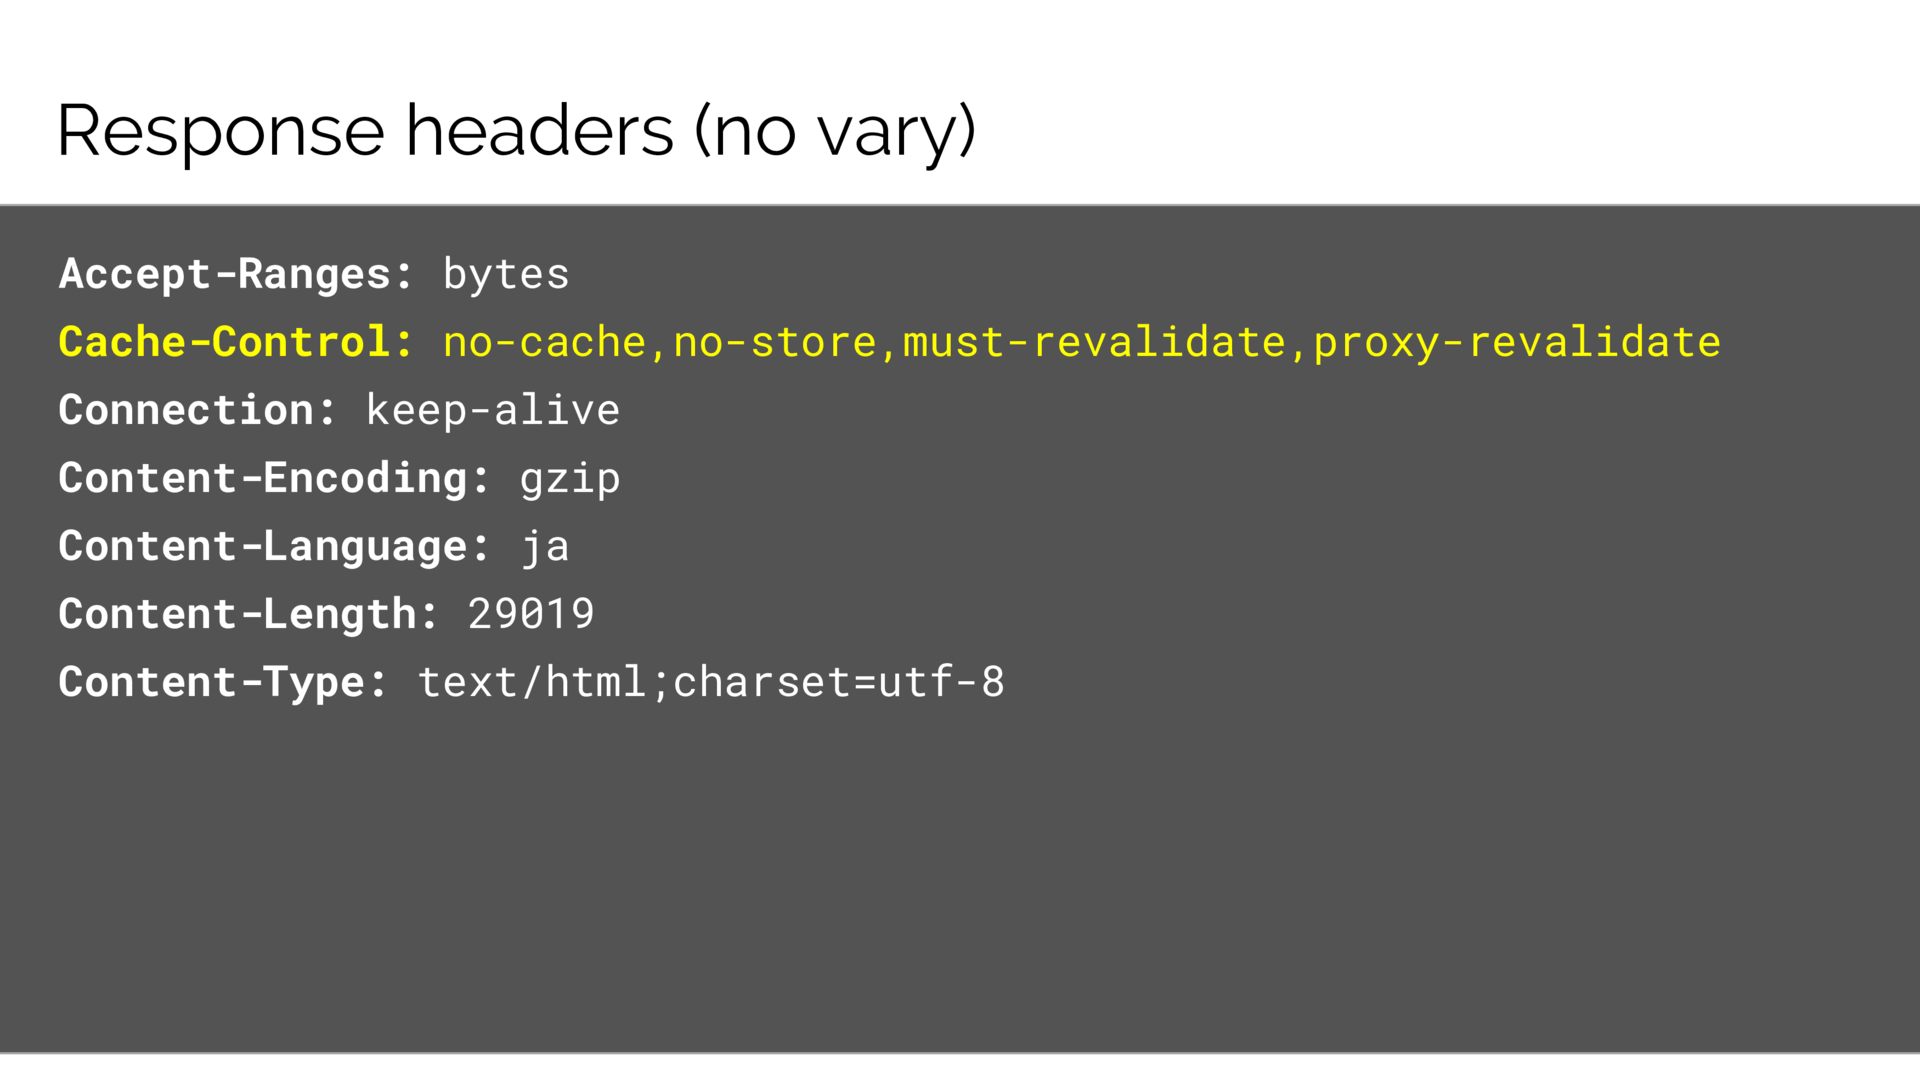 Response headers (no vary)
Accept-Ranges: bytes
Cache-Control: no-cache,no-store,must-revalidate,proxy-revalidate
Connection: keep-alive
Content-Encoding: gzip
Content-Language: ja
Content-Length: 29019
Content-Type: text/html;charset=utf-8